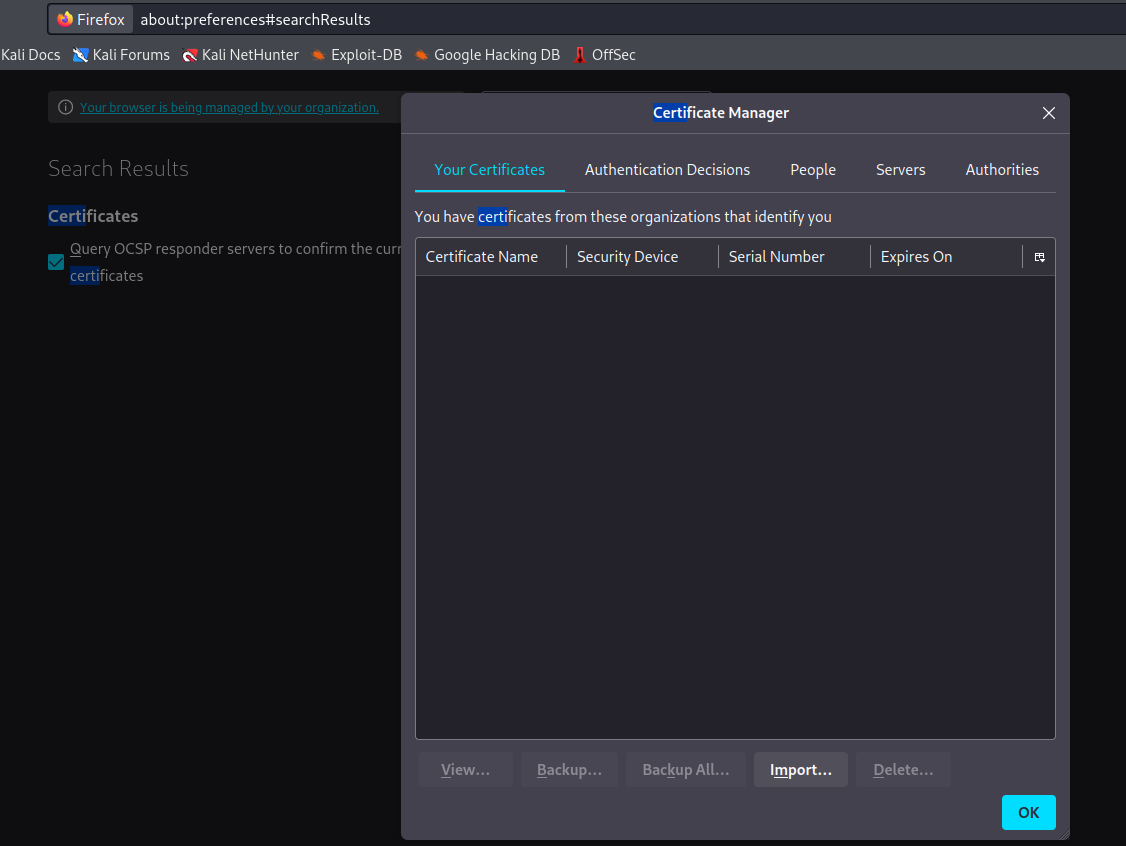 Firefox about:preferences#searchResults
Kali Docs Kali Forums Kali NetHunter Exploit-DB Google Hacking DB OffSec
Your browser is being managed by your organization.
Certificate Manager
Search Results
Your Certificates Authentication Decisions People Servers Authorities
Certificates
You have certificates from these organizations that identify you
Query OCSP responder servers to confirm the curr
certificates
Certificate Name Security Device Serial Number Expires On
View... Backup... Backup All... Import... Delete...
OK